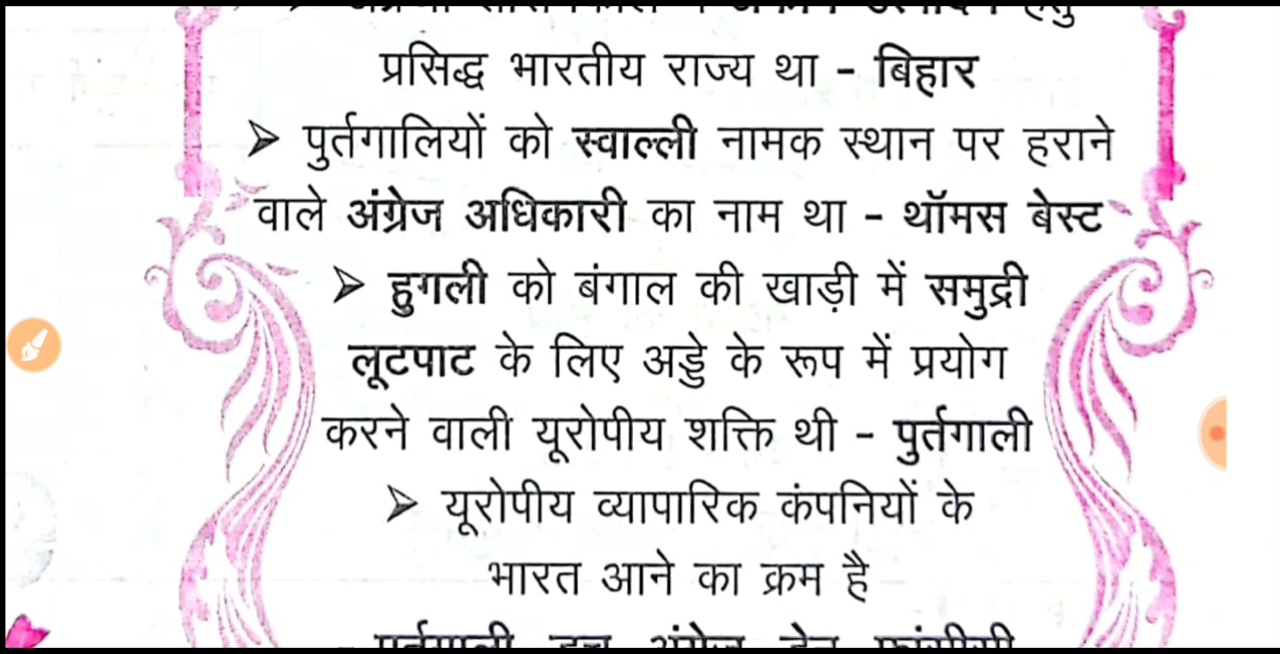 प्रसिद्ध भारतीय राज्य था - बिहार
➢ पुर्तगालियों को स्वाल्ली नामक स्थान पर हराने
वाले अंग्रेज अधिकारी का नाम था - थॉमस बेस्ट
➢ हुगली को बंगाल की खाड़ी में समुद्री
लूटपाट के लिए अड्डे के रूप में प्रयोग
करने वाली यूरोपीय शक्ति थी - पुर्तगाली
➢ यूरोपीय व्यापारिक कंपनियों के
भारत आने का क्रम है